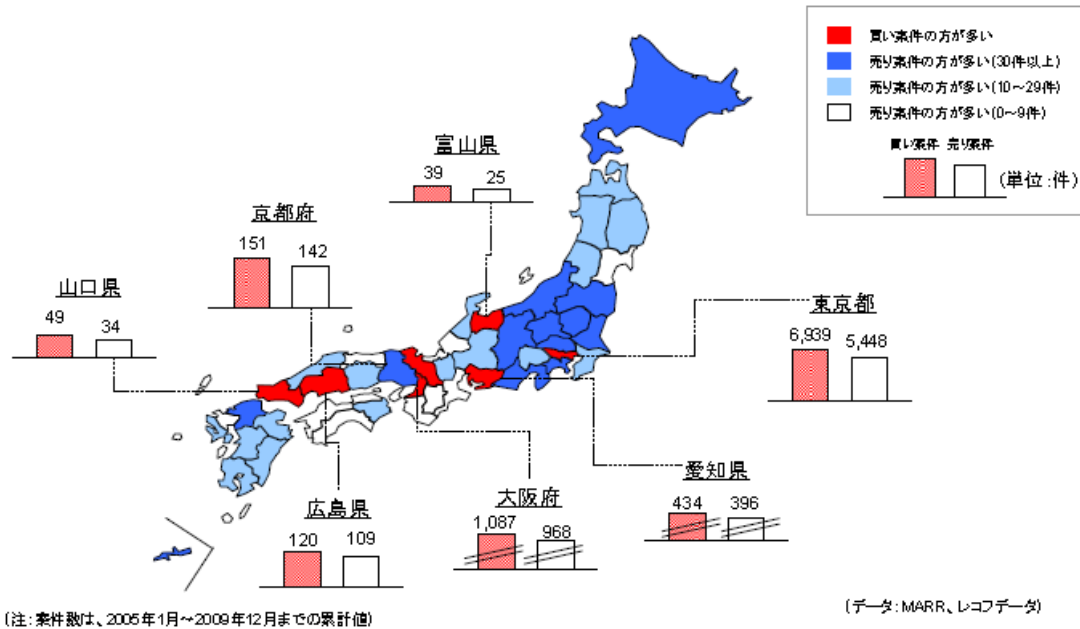 買い案件の方が多い
売り案件の方が多い(30件以上)
売り案件の方が多い(10～29件)
売り案件の方が多い(0～9件)
買い案件 売り案件
(単位:件)
富山県
39 25
京都府
151 142
山口県
49 34
東京都
6,939 5,448
愛知県
434 396
大阪府
1,087 968
広島県
120 109
(注:案件数は、2005年1月～2009年12月までの累計値)
(データ:MARR、レコフデータ)